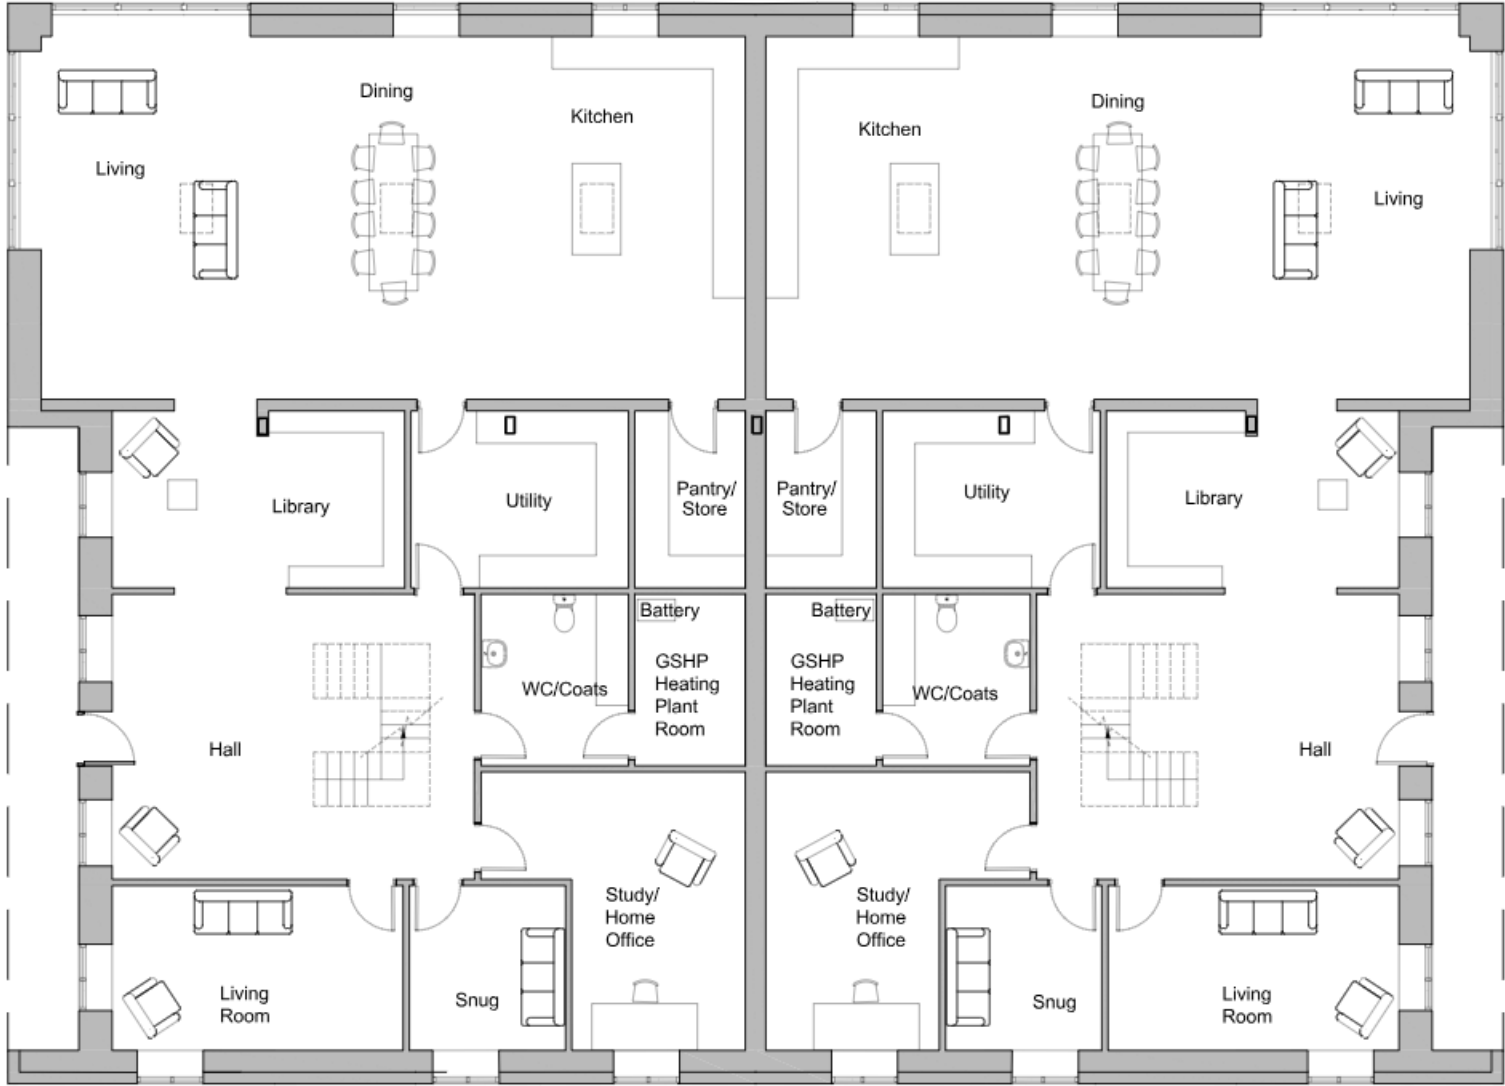 Dining
Kitchen
Living
Dining
Kitchen
Living
Library
Utility
Pantry/
Store
Pantry/
Store
Utility
Library
Battery
GSHP
Heating
Plant
Room
WC/Coats
Hall
Battery
GSHP
Heating
Plant
Room
WC/Coats
Hall
Study/
Home
Office
Living
Room
Snug
Study/
Home
Office
Snug
Living
Room